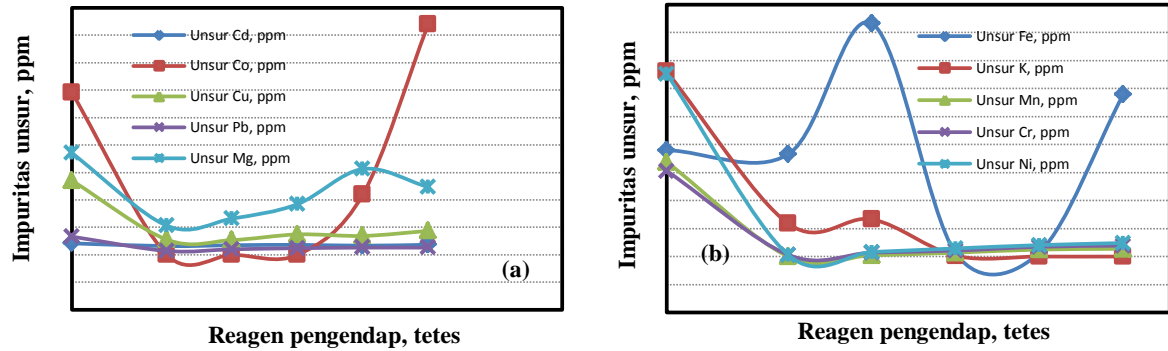 Impuritas unsur, ppm
Unsur Cd, ppm
Unsur Co, ppm
Unsur Cu, ppm
Unsur Pb, ppm
Unsur Mg, ppm
(a)
Reagen pengendap, tetes
Impuritas unsur, ppm
Unsur Fe, ppm
Unsur K, ppm
Unsur Mn, ppm
Unsur Cr, ppm
Unsur Ni, ppm
(b)
Reagen pengendap, tetes